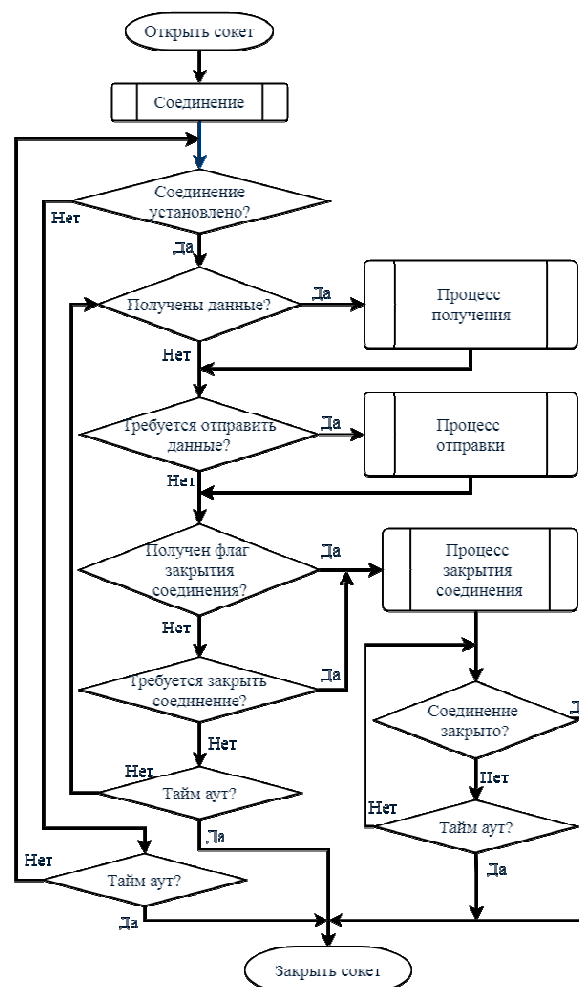 Открыть сокет
Соединение
Соединение
установлено?
Нет
Да
Получены данные?
Да
Процесс
получения
Нет
Требуется отправить
данные?
Да
Процесс
отправки
Нет
Получен флаг
закрытия
соединения?
Да
Процесс
закрытия
соединения
Нет
Требуется закрыть
соединение?
Да
Соединение
закрыто?
Нет
Нет
Нет
Тайм аут?
Нет
Тайм аут?
Да
Нет
Тайм аут?
Да
Да
Закрыть сокет